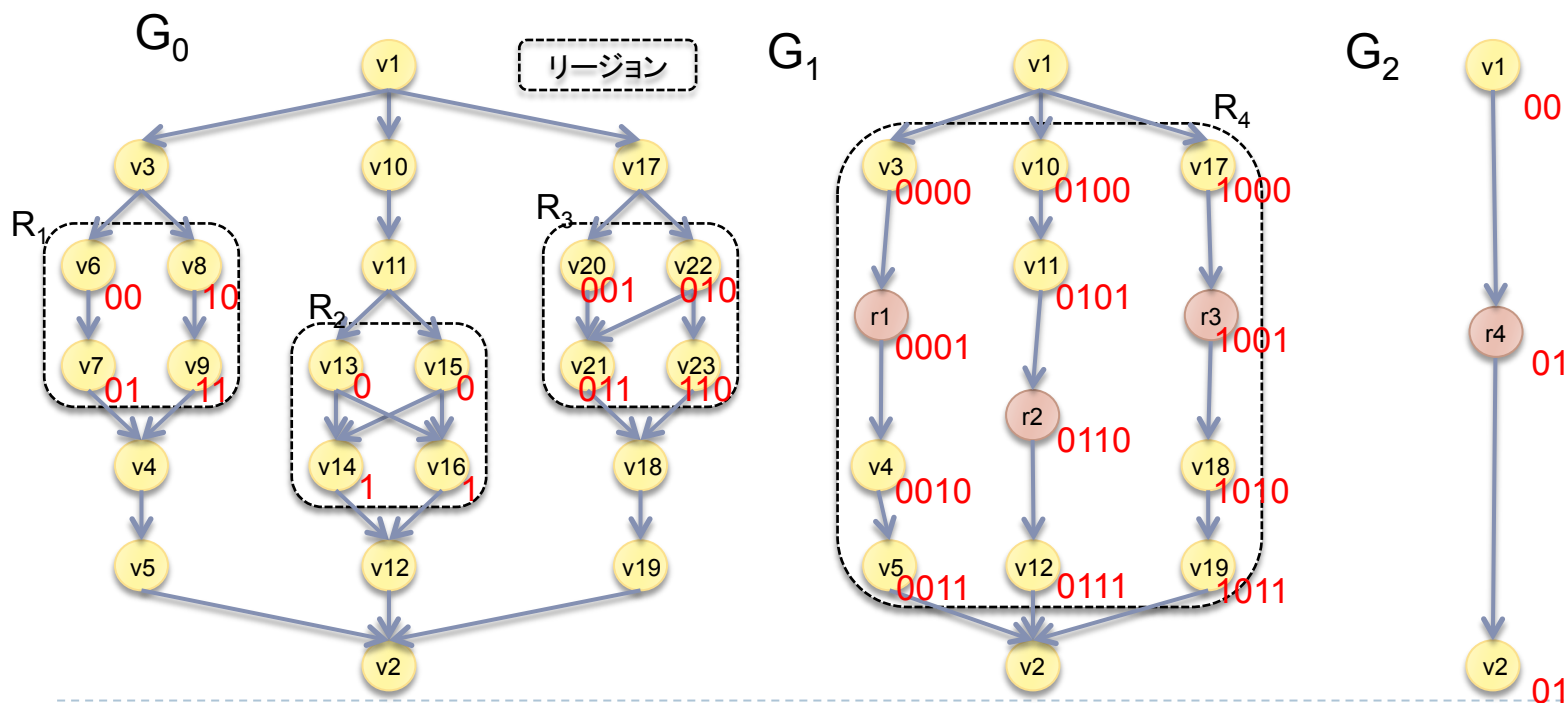 G0
リージョン
v1
v3
v10
v17
R1
R3
v6
v8
v11
v20
v22
00
10
001
010
R2
v7
v9
v13
v15
v21
v23
01
11
0
0
011
110
v4
v14
v16
v18
1
1
v5
v12
v19
v2
G1
v1
R4
v3
v10
v17
0000
0100
1000
v11
0101
r1
r3
0001
1001
r2
0110
v4
v18
0010
1010
v5
v12
v19
0011
0111
1011
v2
G2
v1
00
r4
01
v2
01